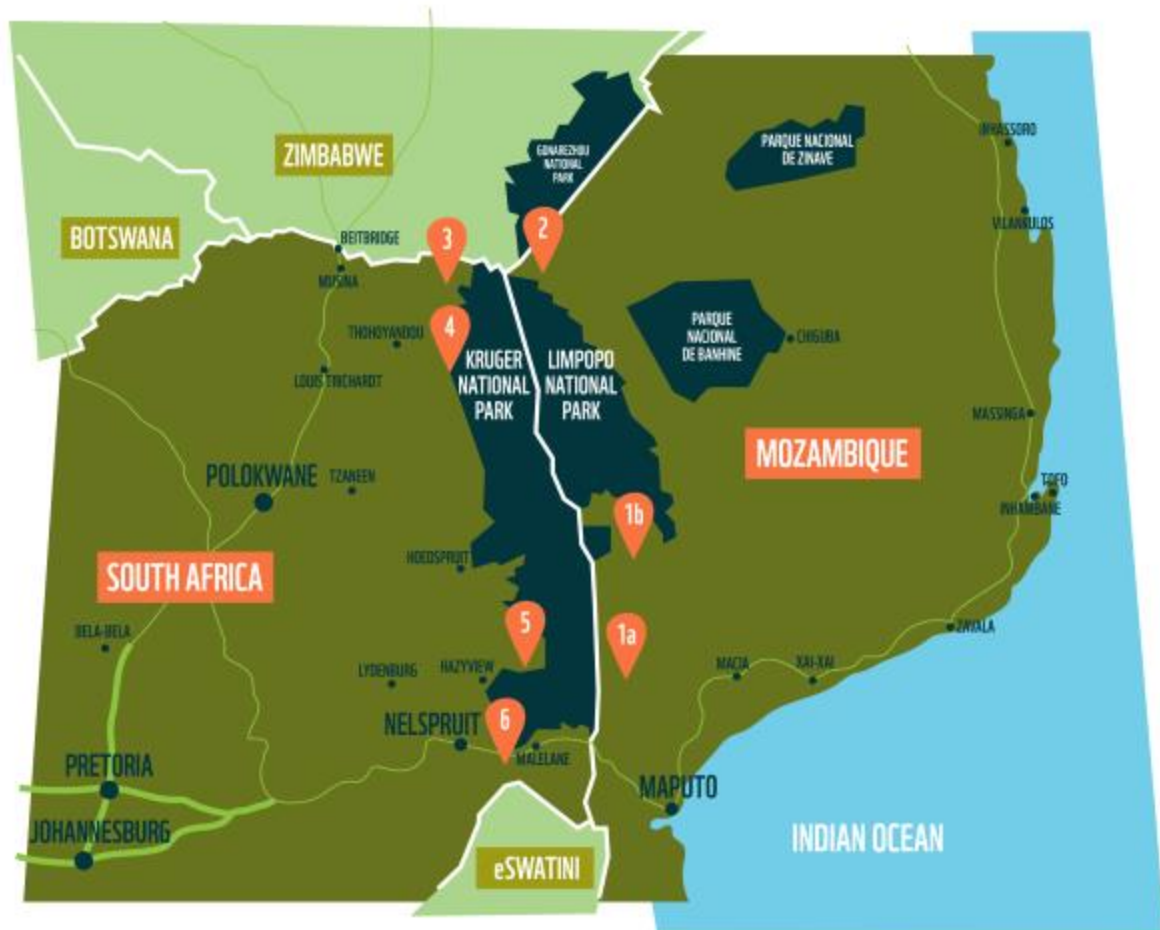 ZIMBABWE
BOTSWANA
BEITBRIDGE
MUSINA
3
2
GONAREZHOU
NATIONAL
PARK
PARQUE NACIONAL
DE ZINAVE
INHASSORO
VILANKULOS
4
THOHOYANDOU
LOUIS TRICHARDT
KRUGER
NATIONAL
PARK
LIMPOPO
NATIONAL
PARK
PARQUE
NACIONAL
DE BANHINE
CHIGUBA
MASSINGA
MOZAMBIQUE
POLOKWANE
TZANEEN
TOFO
INHAMBANE
1b
HOEDSPRUIT
SOUTH AFRICA
5
1a
BELA-BELA
LYDENBURG
HAZYVIEW
MACIA
XAI-XAI
ZAVALA
6
NELSPRUIT
MALELANE
PRETORIA
MAPUTO
JOHANNESBURG
INDIAN OCEAN
eSWATINI